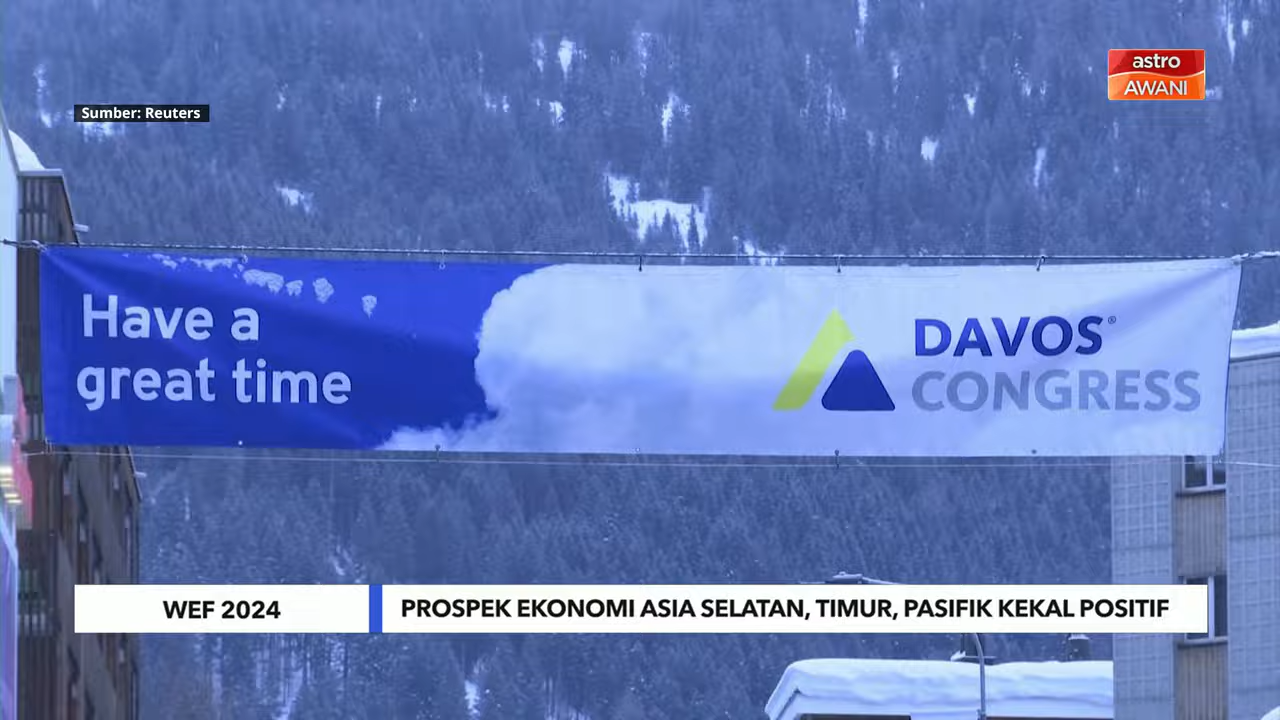 astro
AWANI
Sumber: Reuters
Have a
great time
DAVOS®
CONGRESS
WEF 2024
PROSPEK EKONOMI ASIA SELATAN, TIMUR, PASIFIK KEKAL POSITIF